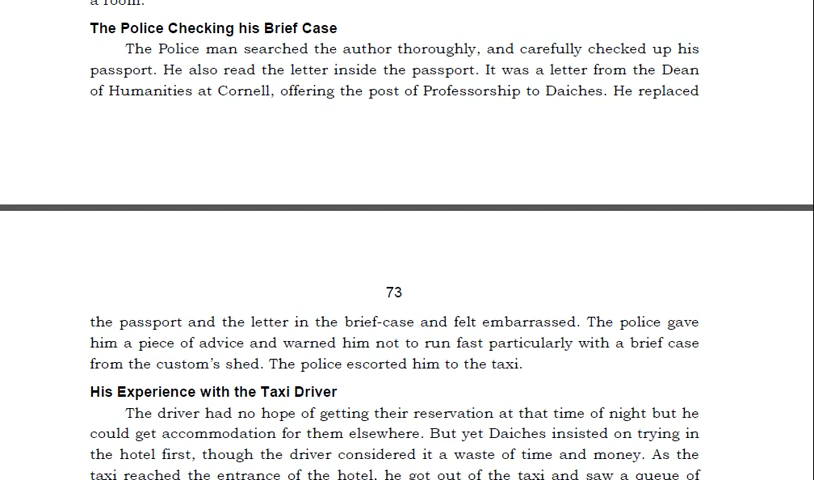 a room.
The Police Checking his Brief Case
The Police man searched the author thoroughly, and carefully checked up his
passport. He also read the letter inside the passport. It was a letter from the Dean
of Humanities at Cornell, offering the post of Professorship to Daiches. He replaced
73
the passport and the letter in the brief-case and felt embarrassed. The police gave
him a piece of advice and warned him not to run fast particularly with a brief case
from the custom's shed. The police escorted him to the taxi.
His Experience with the Taxi Driver
The driver had no hope of getting their reservation at that time of night but he
could get accommodation for them elsewhere. But yet Daiches insisted on trying in
the hotel first, though the driver considered it a waste of time and money. As the
taxi reached the entrance of the hotel, he got out of the taxi and saw a queue of